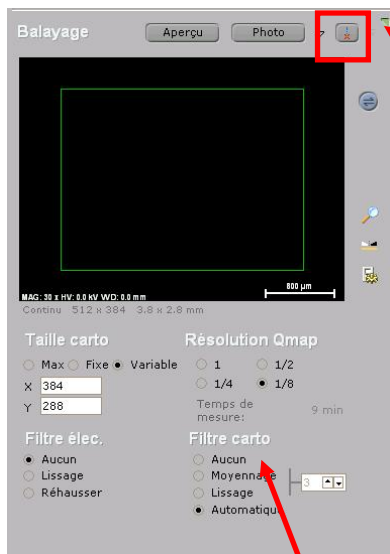 Balayage Aperçu Photo
MAG: 30 x HV: 0.0 kV WD: 0.0 mm 800 µm
Continu 512 x 384 3.8 x 2.8 mm
Taille carto Résolution Qmap
Max Fixe Variable 1 1/2
X 384 1/4 1/8
Y 288 Temps de mesure: 9 min
Filtre élec. Filtre carto
Aucun Aucun
Lissage Moyennage 3
Réhausser Lissage
Automatique